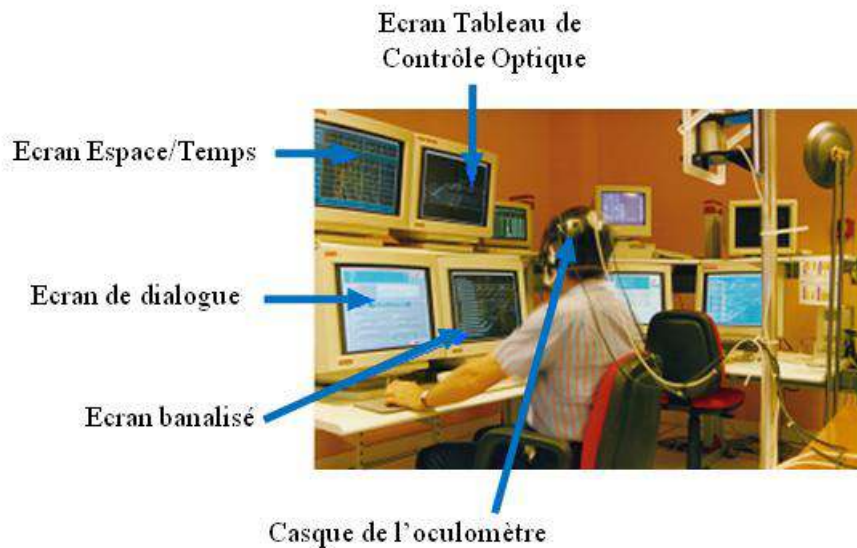 Ecran Tableau de
Contrôle Optique
Ecran Espace/Temps
Ecran de dialogue
Ecran banalisé
Casque de l'oculomètre